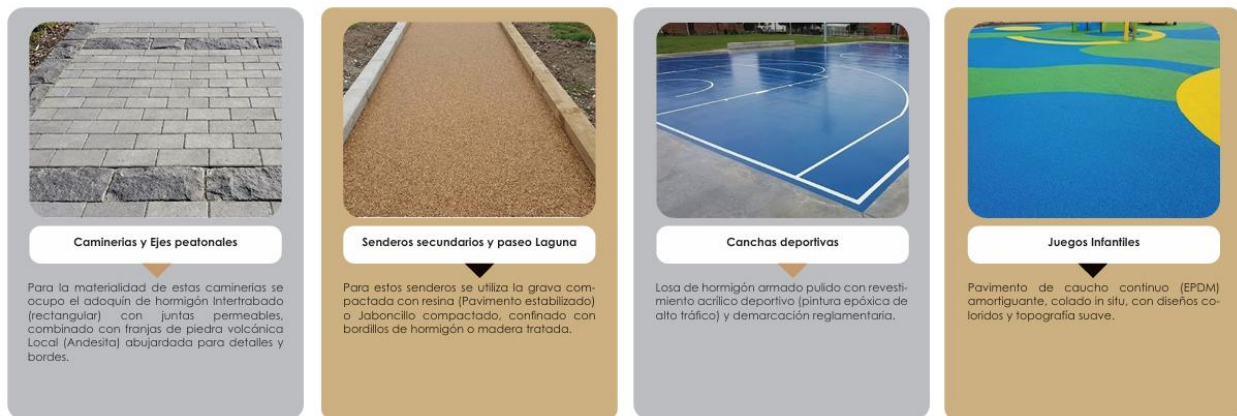 Caminerias y Ejes peatonales
Para la materialidad de estas caminerias se
ocupo el adoquín de hormigón Intertrabado
(rectangular) con juntas permeables,
combinado con franjas de piedra volcánica
Local (Andesita) abujardada para detalles y
bordes.
Senderos secundarios y paseo Laguna
Para estos senderos se utiliza la grava com-
pactada con resina (Pavimento estabilizado)
o Jaboncillo compactado, confinado con
bordillos de hormigón o madera tratada.
Canchas deportivas
Losa de hormigón armado pulido con revesti-
miento acrílico deportivo (pintura epóxica de
alto tráfico) y demarcación reglamentaria.
Juegos Infantiles
Pavimento de caucho continuo (EPDM)
amortiguante, colado in situ, con diseños co-
loridos y topografía suave.